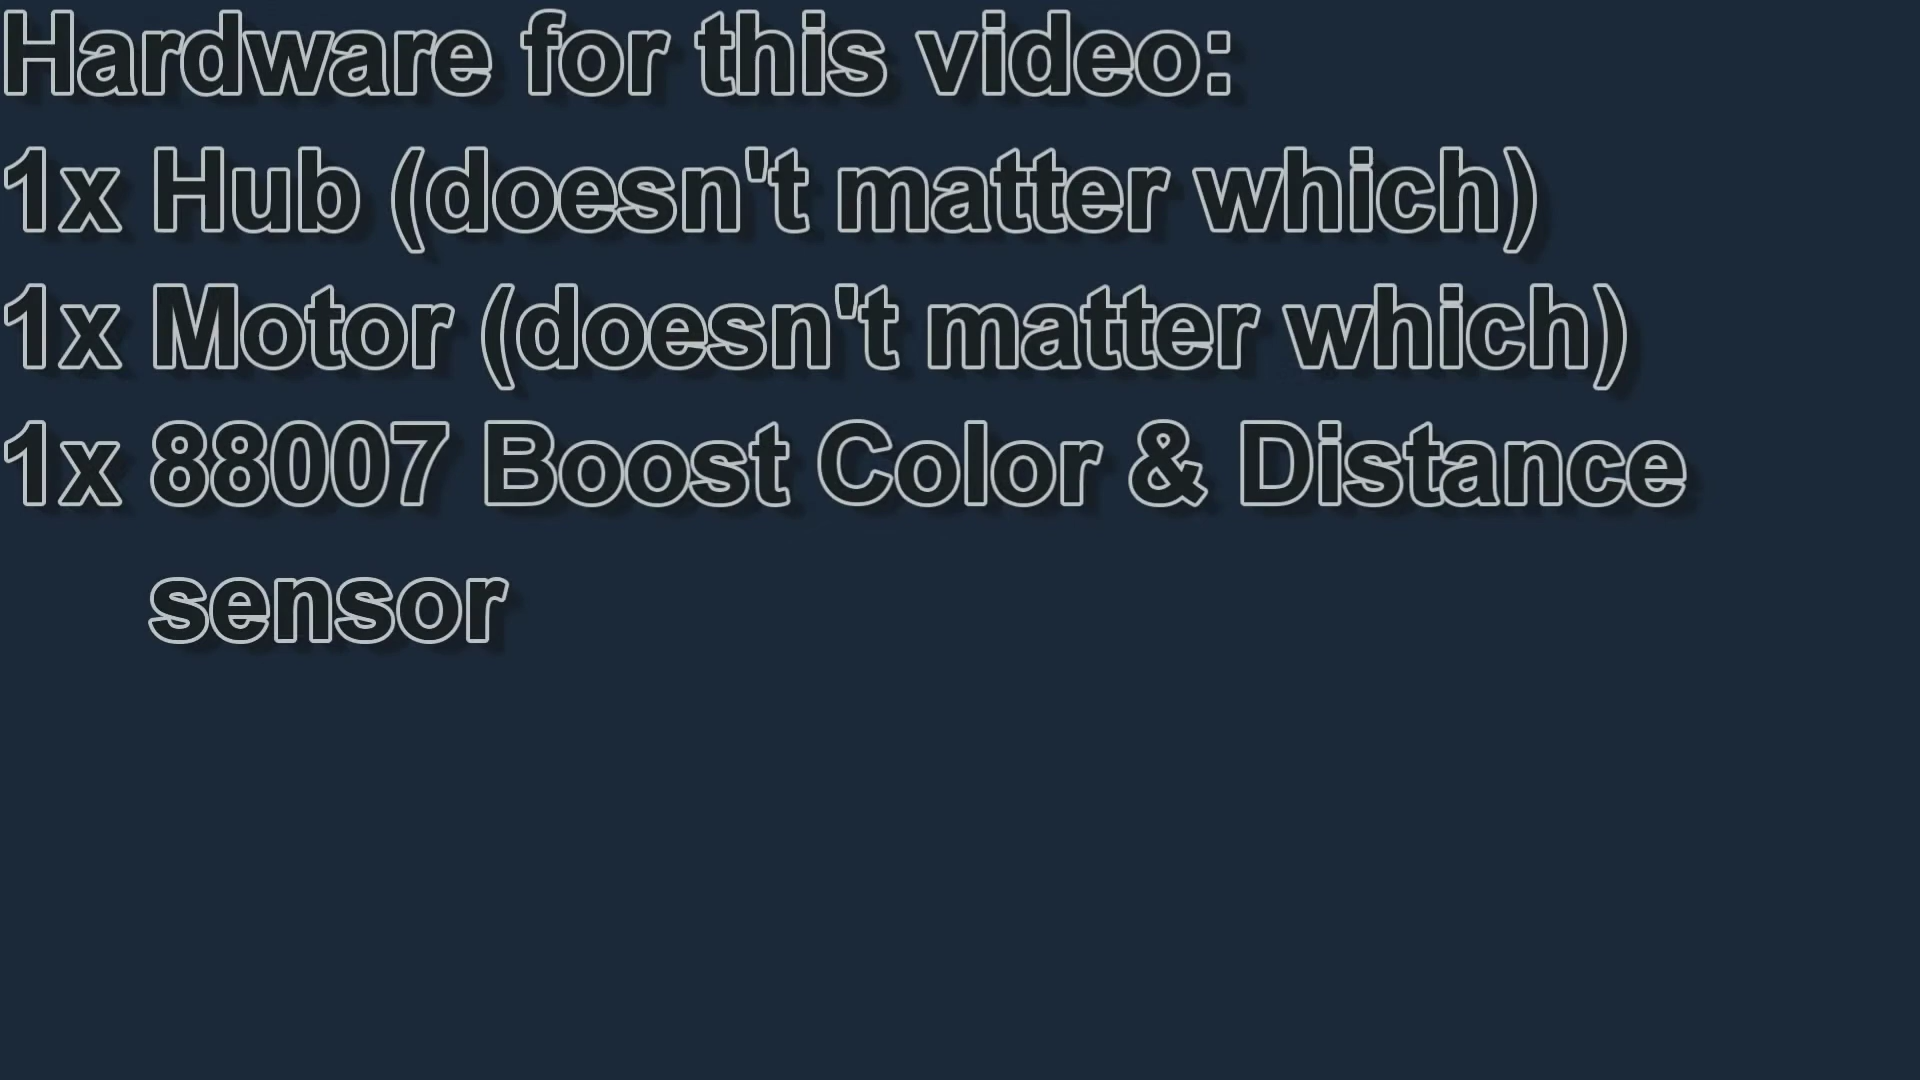 Hardware for this video:
1x Hub (doesn't matter which)
1x Motor (doesn't matter which)
1x 88007 Boost Color & Distance
sensor